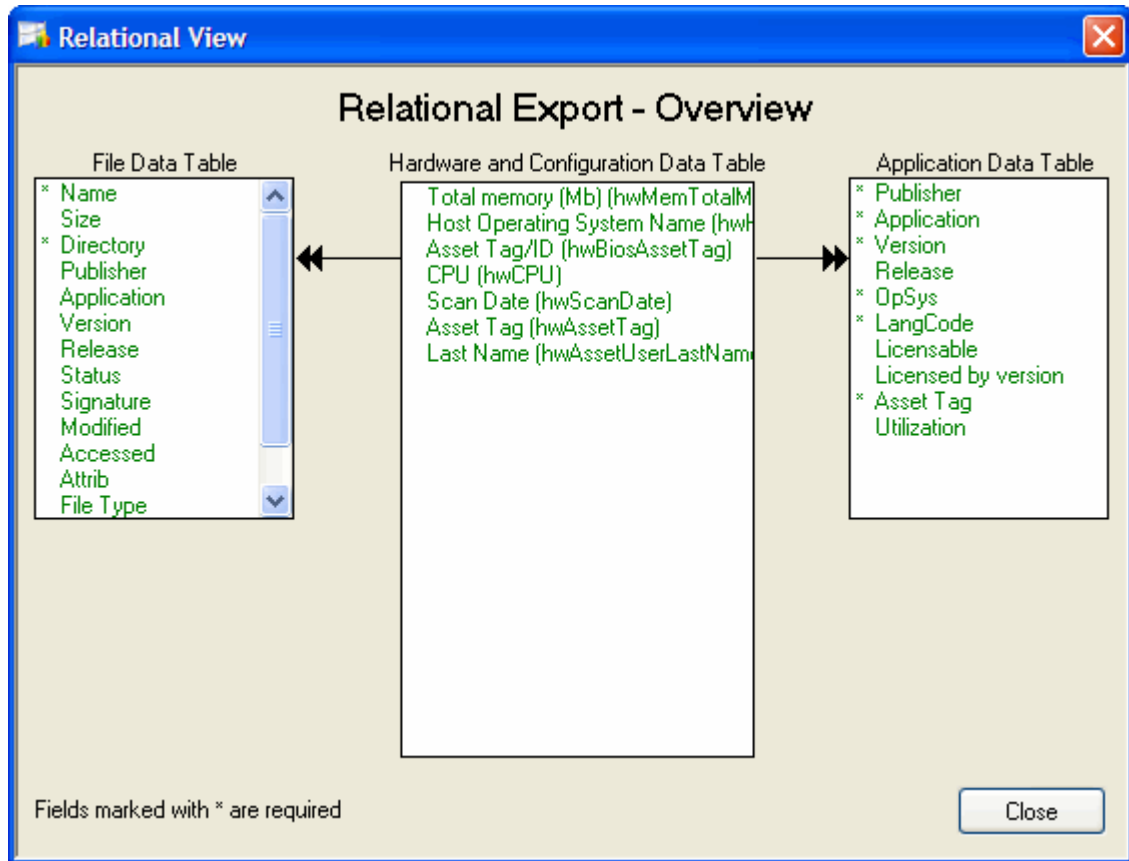 Relational View
Relational Export - Overview
File Data Table
* Name
Size
* Directory
Publisher
Application
Version
Release
Status
Signature
Modified
Accessed
Attrib
File Type
Hardware and Configuration Data Table
Total memory (Mb) (hwMemTotalM
Host Operating System Name (hwH
Asset Tag/ID (hwBiosAssetTag)
CPU (hwCPU)
Scan Date (hwScanDate)
Asset Tag (hwAssetTag)
Last Name (hwAssetUserLastName
Application Data Table
* Publisher
* Application
* Version
Release
* OpSys
* LangCode
Licensable
Licensed by version
* Asset Tag
Utilization
Fields marked with * are required
Close